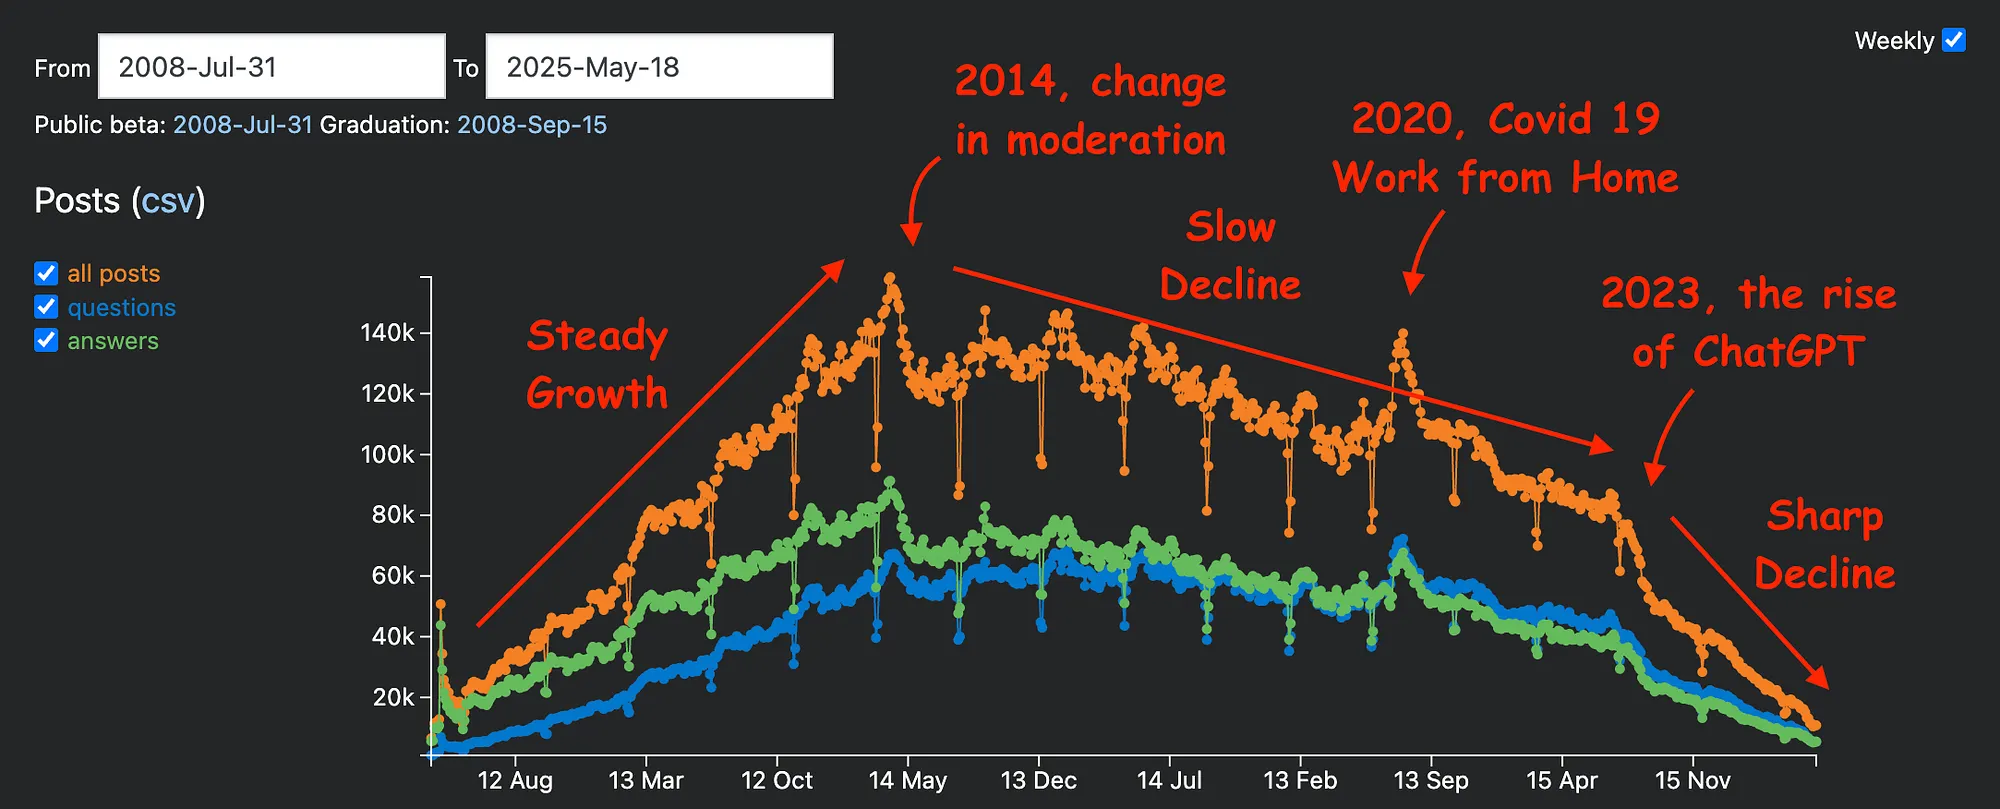 From 2008-Jul-31 To 2025-May-18
Weekly
Public beta: 2008-Jul-31 Graduation: 2008-Sep-15
Posts (csv)
all posts
questions
answers
2014, change
in moderation
2020, Covid 19
Work from Home
Slow
Decline
2023, the rise
of ChatGPT
Steady
Growth
Sharp
Decline
140k
120k
100k
80k
60k
40k
20k
12 Aug 13 Mar 12 Oct 14 May 13 Dec 14 Jul 13 Feb 13 Sep 15 Apr 15 Nov